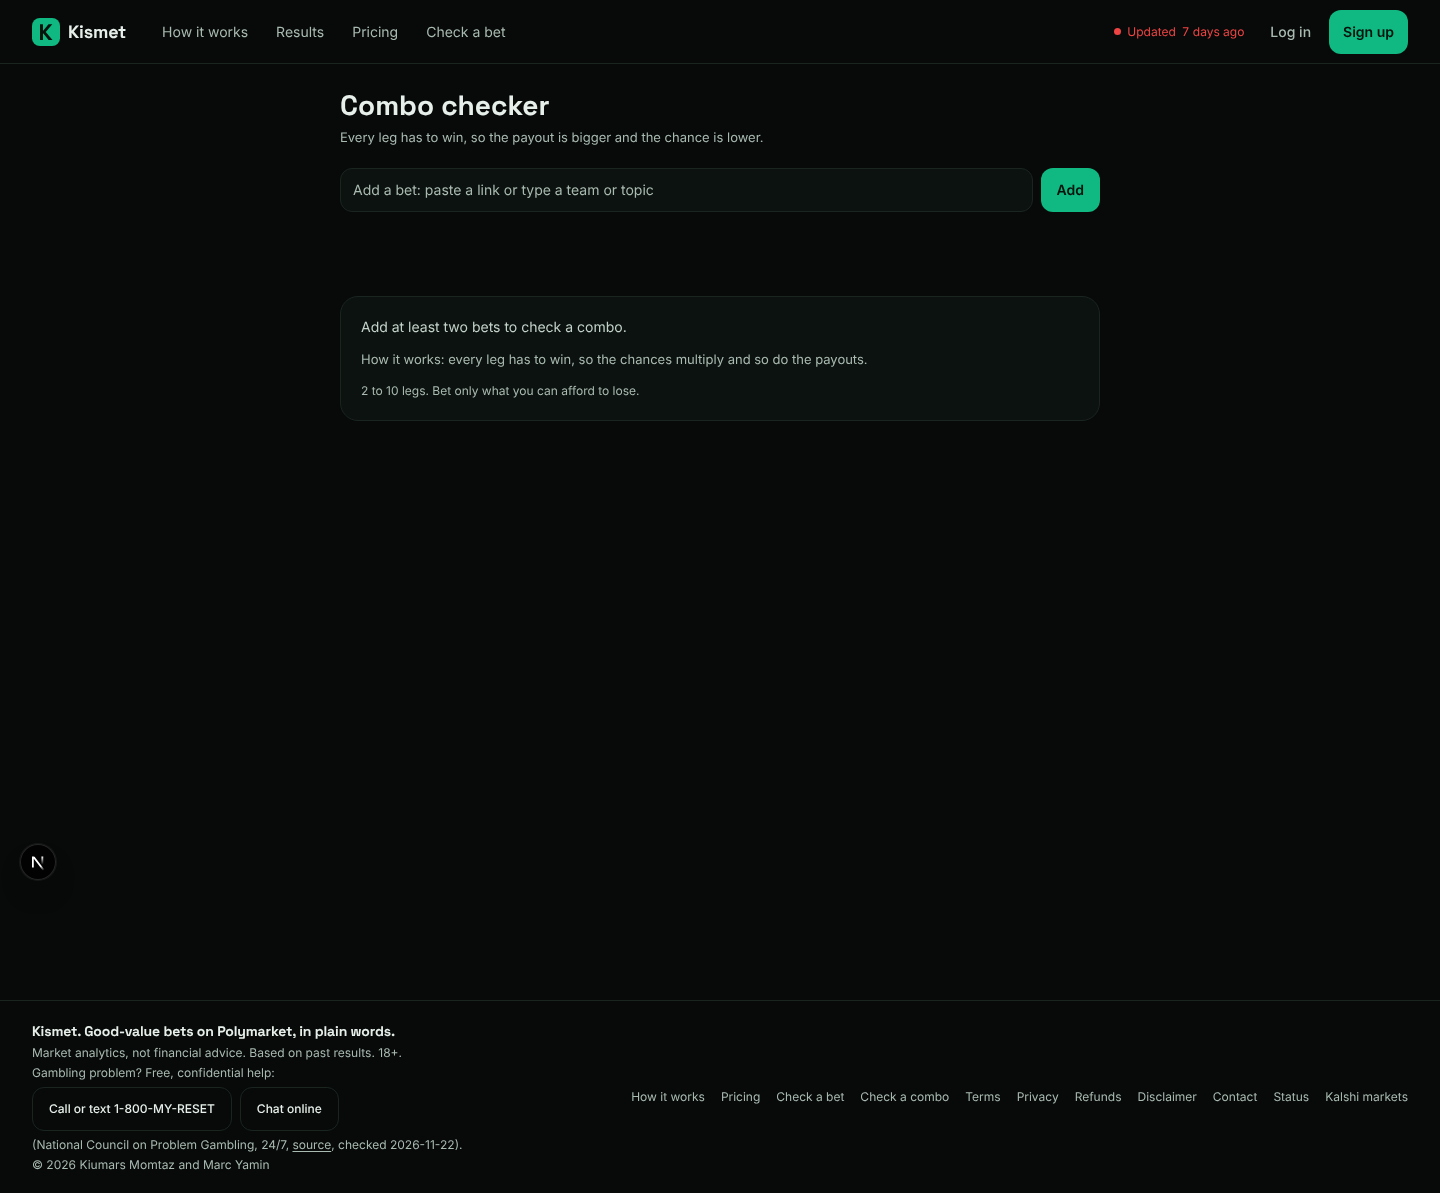 Kismet
How it works
Results
Pricing
Check a bet
Updated 7 days ago
Log in
Sign up
Combo checker
Every leg has to win, so the payout is bigger and the chance is lower.
Add a bet: paste a link or type a team or topic
Add
Add at least two bets to check a combo.
How it works: every leg has to win, so the chances multiply and so do the payouts.
2 to 10 legs. Bet only what you can afford to lose.
N
Kismet. Good-value bets on Polymarket, in plain words.
Market analytics, not financial advice. Based on past results. 18+.
Gambling problem? Free, confidential help:
Call or text 1-800-MY-RESET
Chat online
(National Council on Problem Gambling, 24/7, source, checked 2026-11-22).
© 2026 Kiumars Momtaz and Marc Yamin
How it works
Pricing
Check a bet
Check a combo
Terms
Privacy
Refunds
Disclaimer
Contact
Status
Kalshi markets